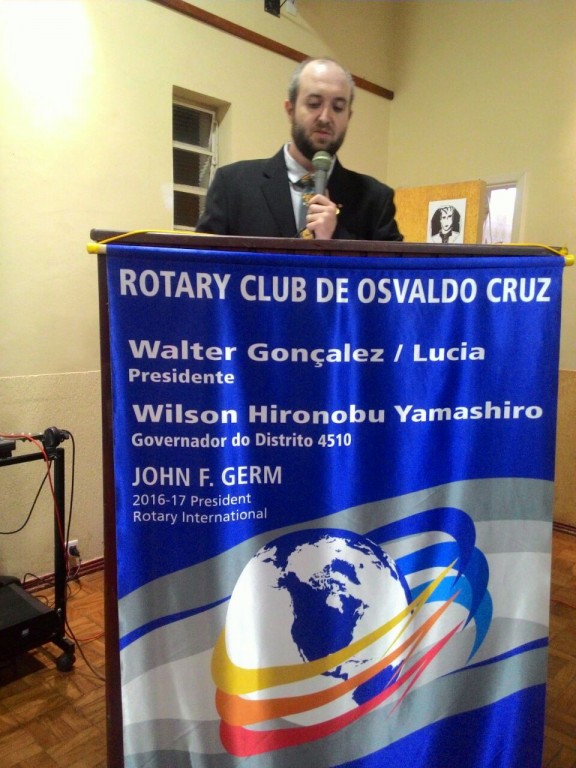 ROTARY CLUB DE OSVALDO CRUZ
Walter Gonçalez / Lucia
Presidente
Wilson Hironobu Yamashiro
Governador do Distrito 4510
JOHN F. GERM
2016-17 President
Rotary International